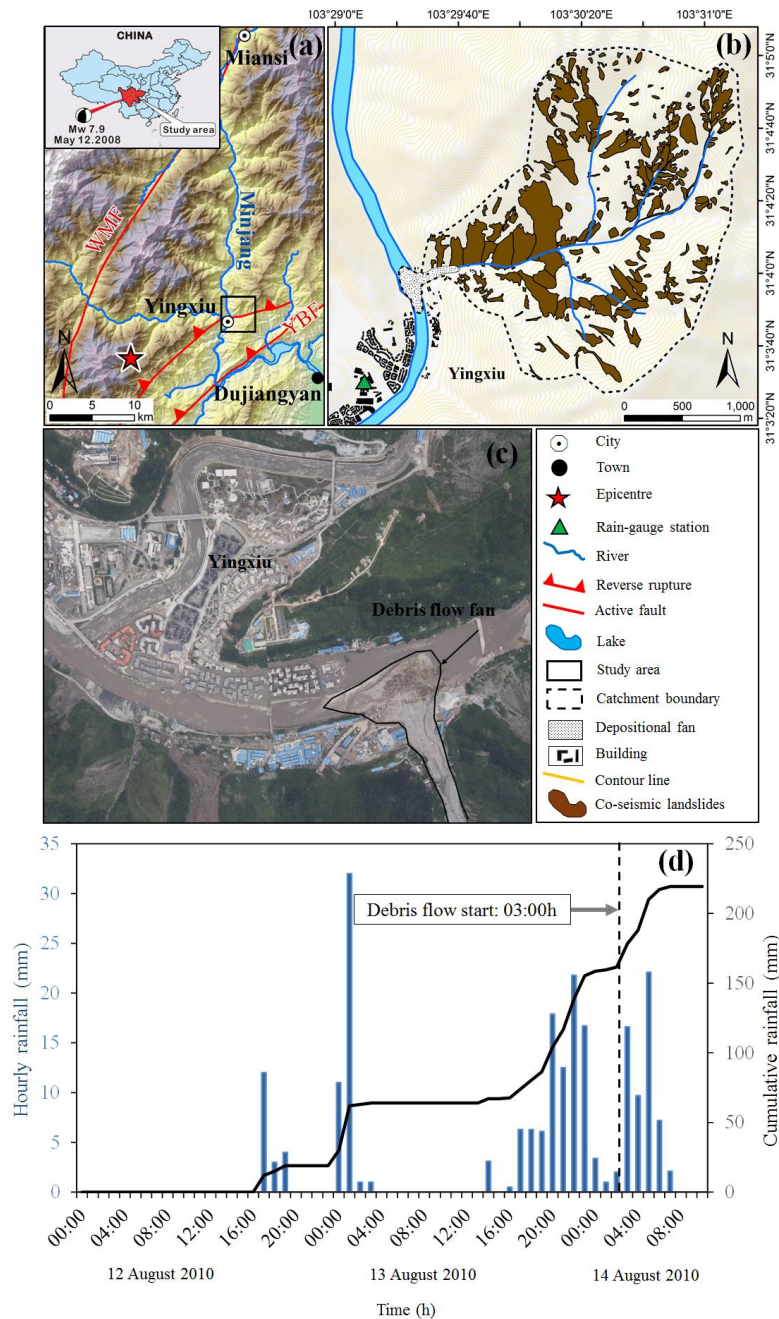 CHINA
Study area
Mw 7.9
May 12.2008
(a)
Miansi
WMF
Minjang
Yingxiu
YBF
Dujiangyan
N
0 5 10
km
103°29'0"E 103°29'40"E 103°30'20"E 103°31'0"E
(b)
31°5'0"N
31°4'40"N
31°4'20"N
31°4'0"N
31°3'40"N
31°3'20"N
Yingxiu
N
0 500 1,000
m
(c)
Yingxiu
Debris flow fan
City
Town
Epicentre
Rain-gauge station
River
Reverse rupture
Active fault
Lake
Study area
Catchment boundary
Depositional fan
Building
Contour line
Co-seismic landslides
(d)
Debris flow start: 03:00h
Hourly rainfall (mm)
35
30
25
20
15
10
5
0
Cumulative rainfall (mm)
250
200
150
100
50
0
00:00 04:00 08:00 12:00 16:00 20:00 00:00 04:00 08:00 12:00 16:00 20:00 00:00 04:00 08:00
12 August 2010 13 August 2010 14 August 2010
Time (h)